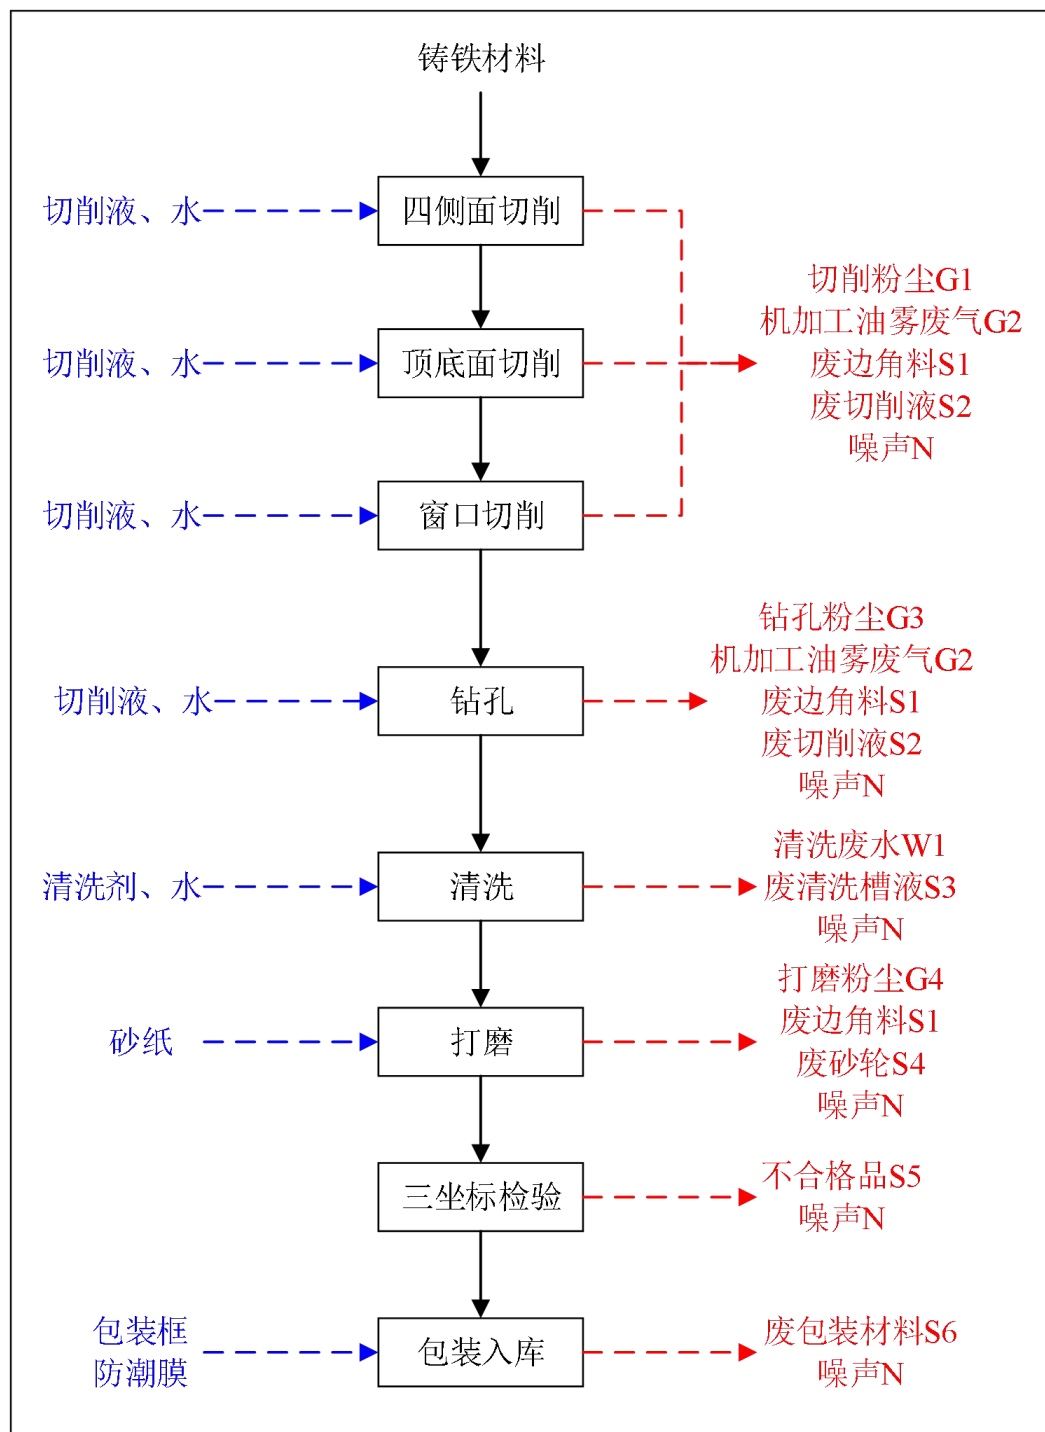 铸铁材料
切削液、水
四侧面切削
切削粉尘G1
机加工油雾废气G2
废边角料S1
废切削液S2
噪声N
切削液、水
顶底面切削
切削液、水
窗口切削
钻孔粉尘G3
机加工油雾废气G2
废边角料S1
废切削液S2
噪声N
切削液、水
钻孔
清洗废水W1
废清洗槽液S3
噪声N
清洗剂、水
清洗
打磨粉尘G4
废边角料S1
废砂轮S4
噪声N
砂纸
打磨
三坐标检验
不合格品S5
噪声N
包装框
防潮膜
包装入库
废包装材料S6
噪声N